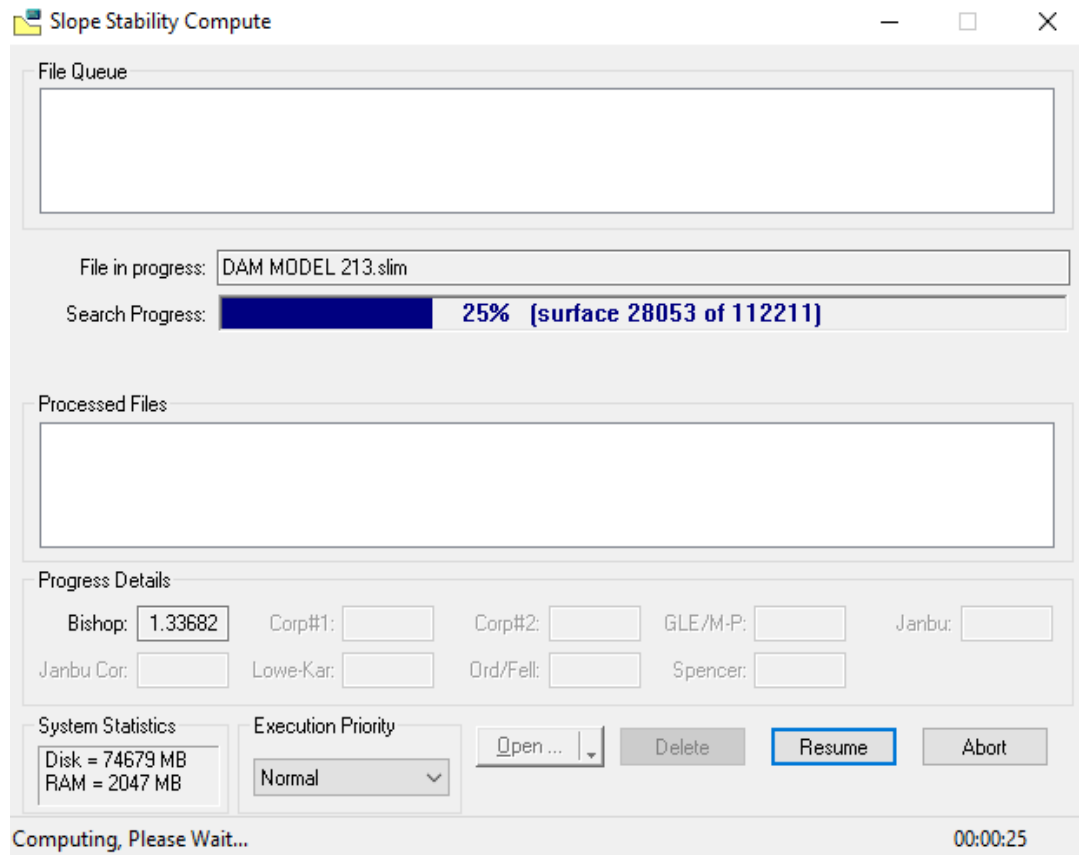 Slope Stability Compute
File Queue
File in progress: DAM MODEL 213.slim
Search Progress: 25% (surface 28053 of 112211)
Processed Files
Progress Details
Bishop: 1.33682 Corp#1: Corp#2: GLE/M-P: Janbu:
Janbu Cor: Lowe-Kar: Ord/Fell: Spencer:
System Statistics
Disk = 74679 MB
RAM = 2047 MB
Execution Priority
Normal
Open ... Delete Resume Abort
Computing, Please Wait... 00:00:25